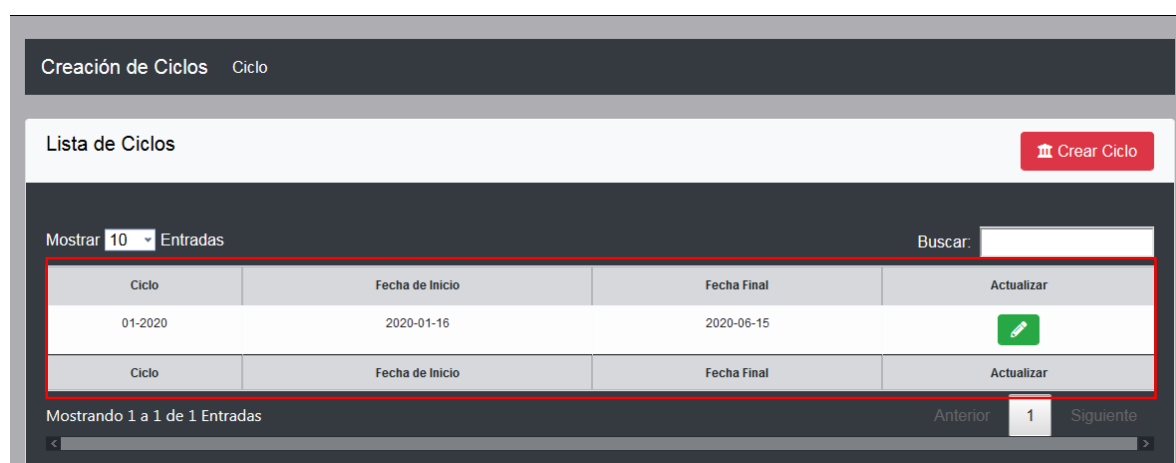 Creación de Ciclos Ciclo
Lista de Ciclos
Crear Ciclo
Mostrar 10 Entradas
Buscar:
Ciclo Fecha de Inicio Fecha Final Actualizar
01-2020 2020-01-16 2020-06-15
Ciclo Fecha de Inicio Fecha Final Actualizar
Mostrando 1 a 1 de 1 Entradas
Anterior 1 Siguiente